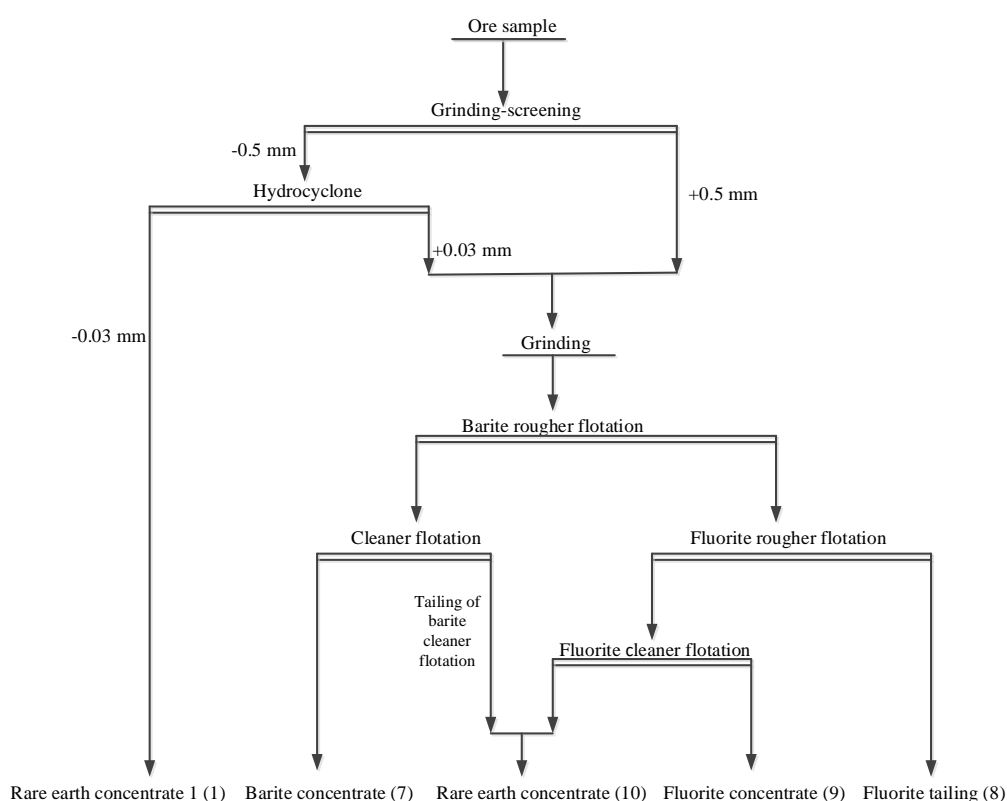 Ore sample
Grinding-screening
-0.5 mm
Hydrocyclone
+0.5 mm
+0.03 mm
-0.03 mm
Grinding
Barite rougher flotation
Cleaner flotation
Fluorite rougher flotation
Tailing of
barite
cleaner
flotation
Fluorite cleaner flotation
Rare earth concentrate 1 (1)
Barite concentrate (7)
Rare earth concentrate (10)
Fluorite concentrate (9)
Fluorite tailing (8)